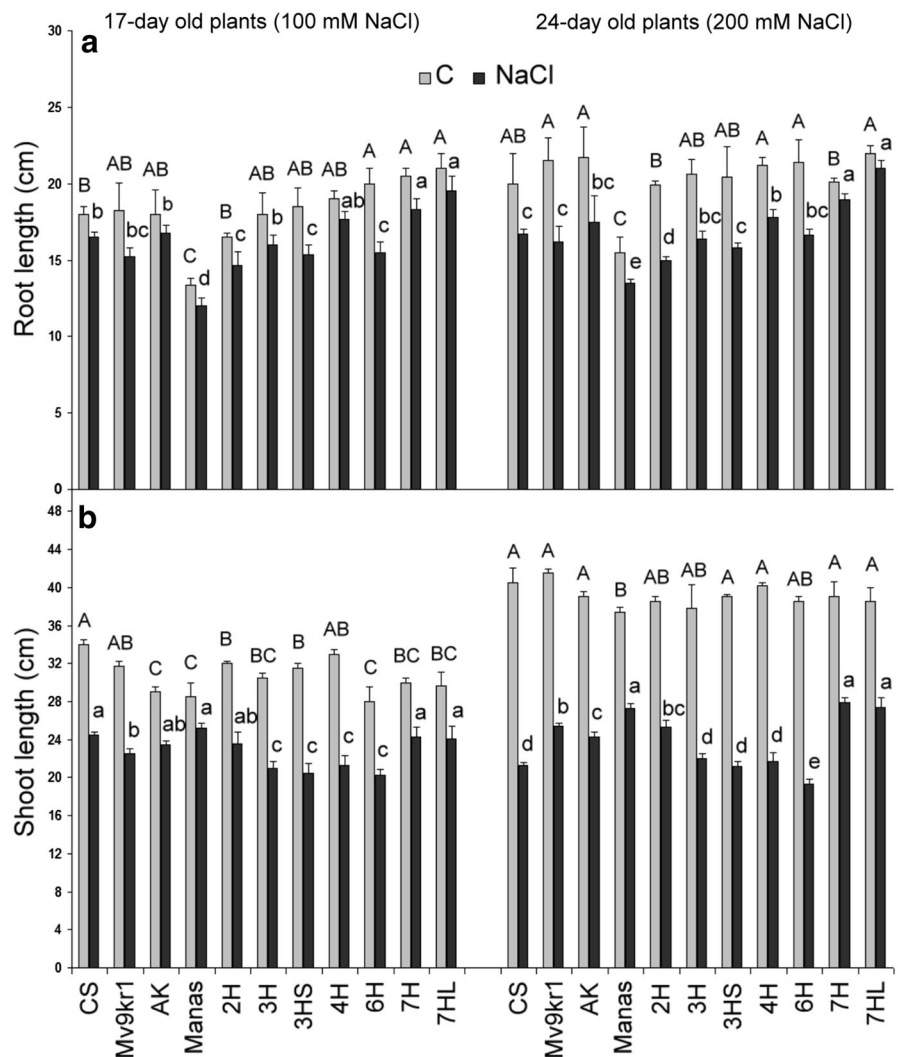 17-day old plants (100 mM NaCl) 24-day old plants (200 mM NaCl)
a
C NaCl
Root length (cm)
30
25
20
15
10
5
0
B b AB bc AB b C d B c AB b AB c AB ab A c A a A a
AB c A c A bc C e B d AB bc AB c A d A bc B a A a
b
Shoot length (cm)
48
44
40
36
32
28
24
20
16
12
8
4
0
A a AB b C ab C a B ab BC c B c AB c C c BC a BC a
A d A b A c B a AB bc AB d A d A d AB e A a A a
CS Mv9kr1 AK Manas 2H 3H 3HS 4H 6H 7H 7HL
CS Mv9kr1 AK Manas 2H 3H 3HS 4H 6H 7H 7HL